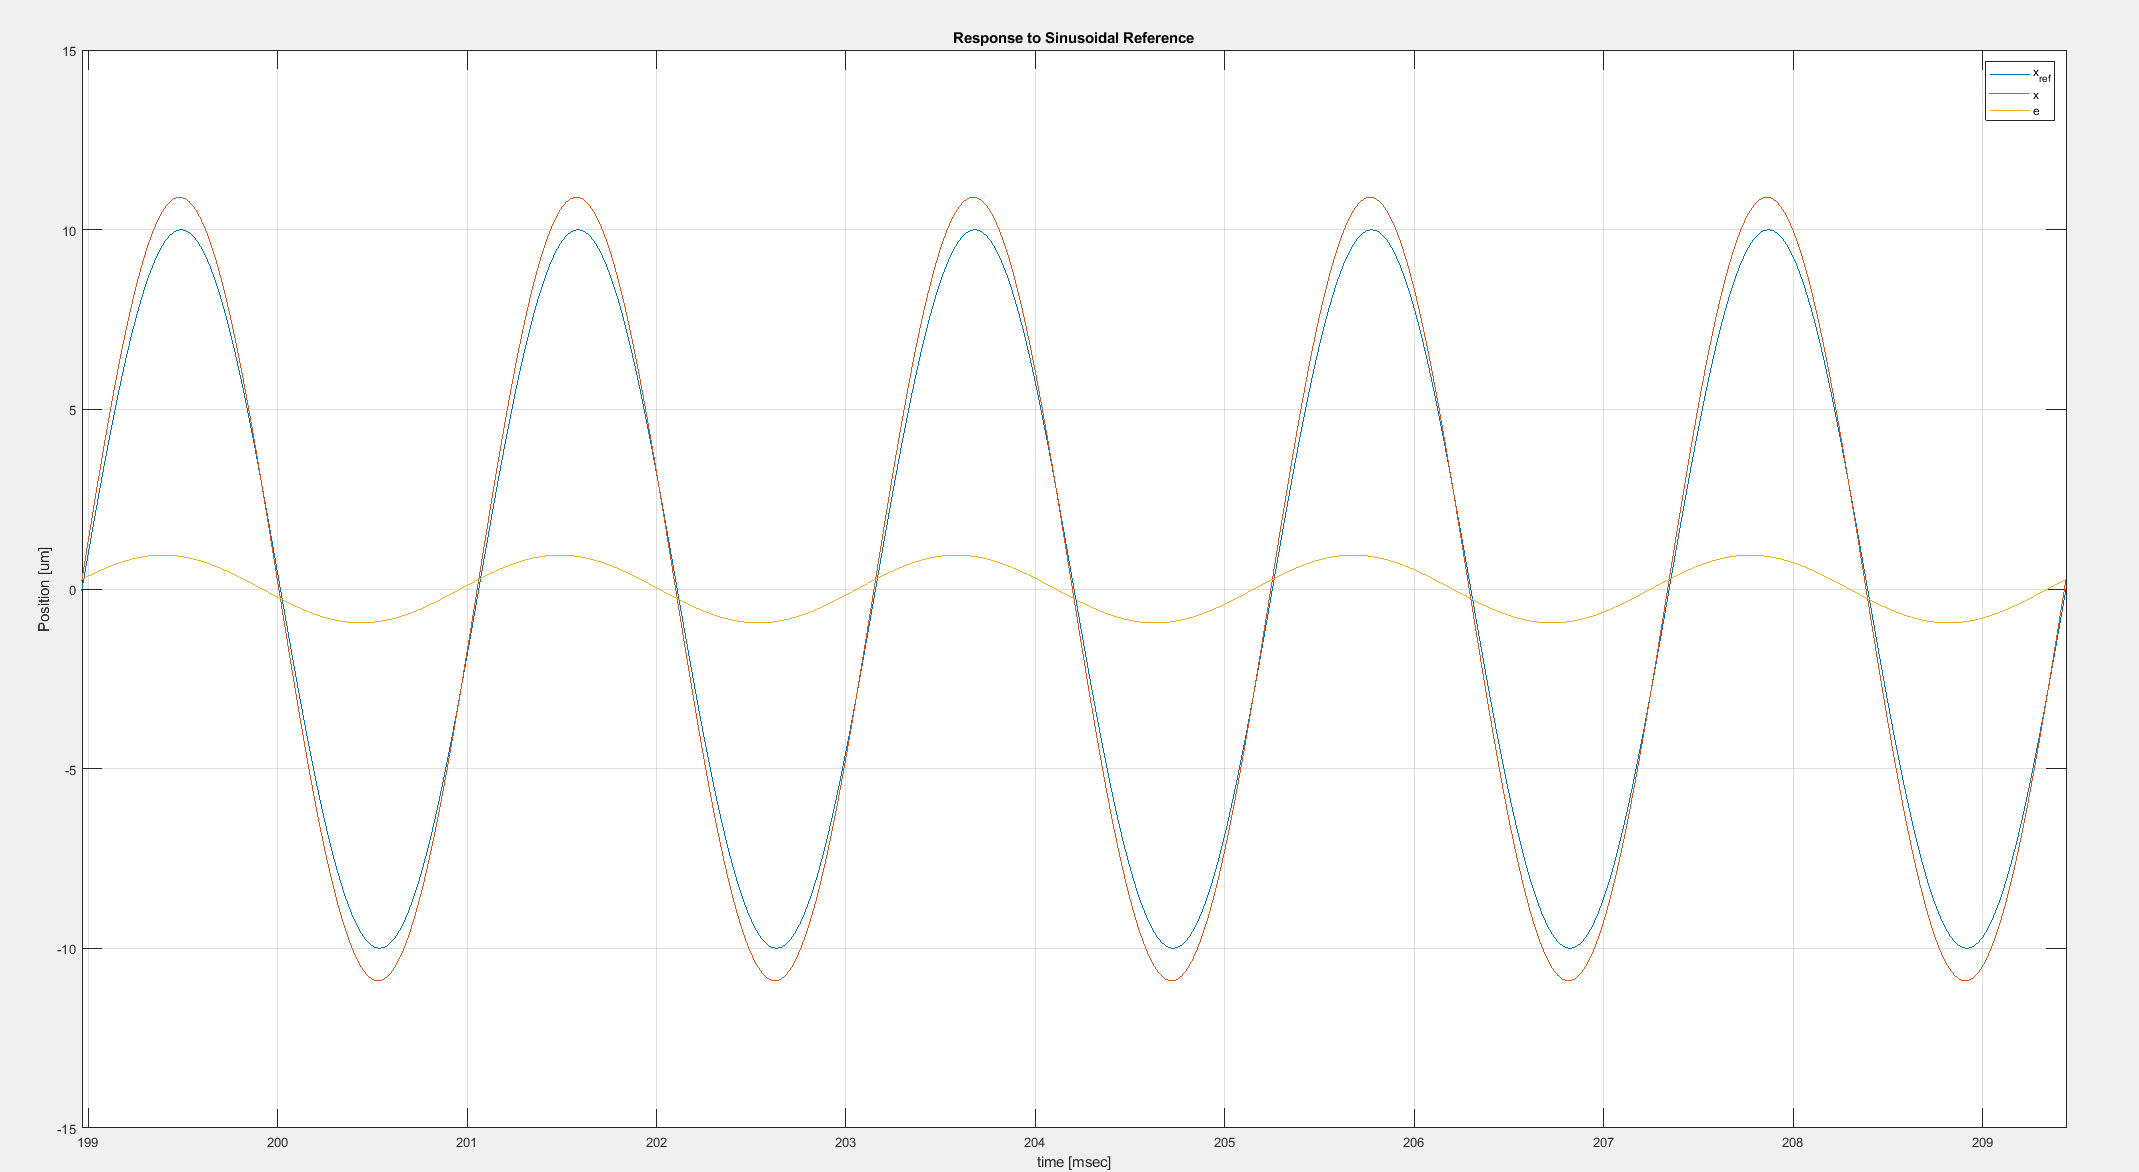 Response to Sinusoidal Reference
x_ref
x
e
15
10
5
0
-5
-10
-15
Position [um]
199 200 201 202 203 204 205 206 207 208 209
time [msec]